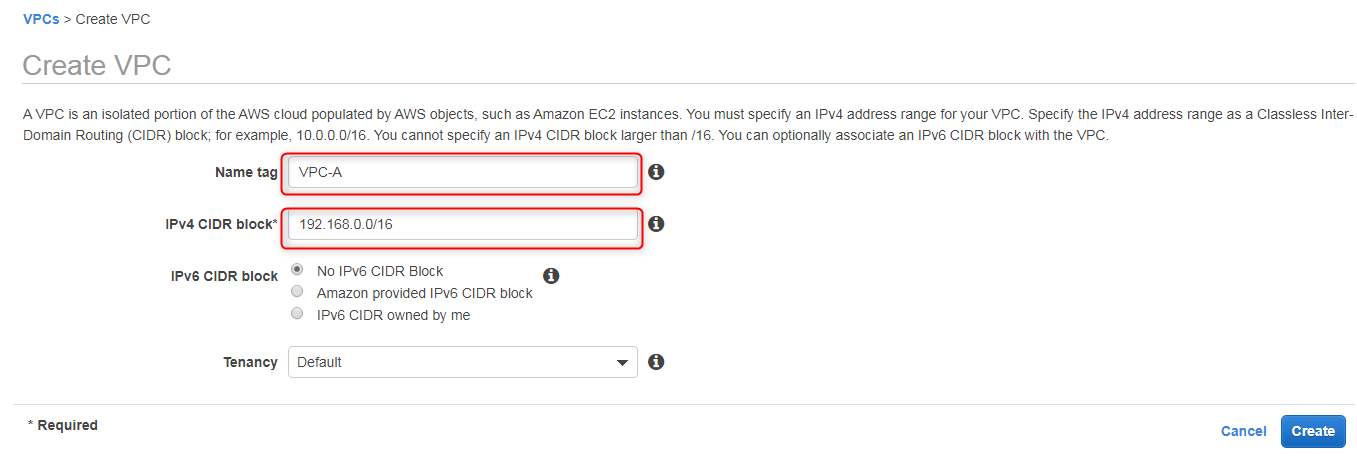 VPCs > Create VPC
Create VPC
A VPC is an isolated portion of the AWS cloud populated by AWS objects, such as Amazon EC2 instances. You must specify an IPv4 address range for your VPC. Specify the IPv4 address range as a Classless Inter-
Domain Routing (CIDR) block; for example, 10.0.0.0/16. You cannot specify an IPv4 CIDR block larger than /16. You can optionally associate an IPv6 CIDR block with the VPC.
Name tag VPC-A
IPv4 CIDR block* 192.168.0.0/16
IPv6 CIDR block No IPv6 CIDR Block
Amazon provided IPv6 CIDR block
IPv6 CIDR owned by me
Tenancy Default
* Required
Cancel Create